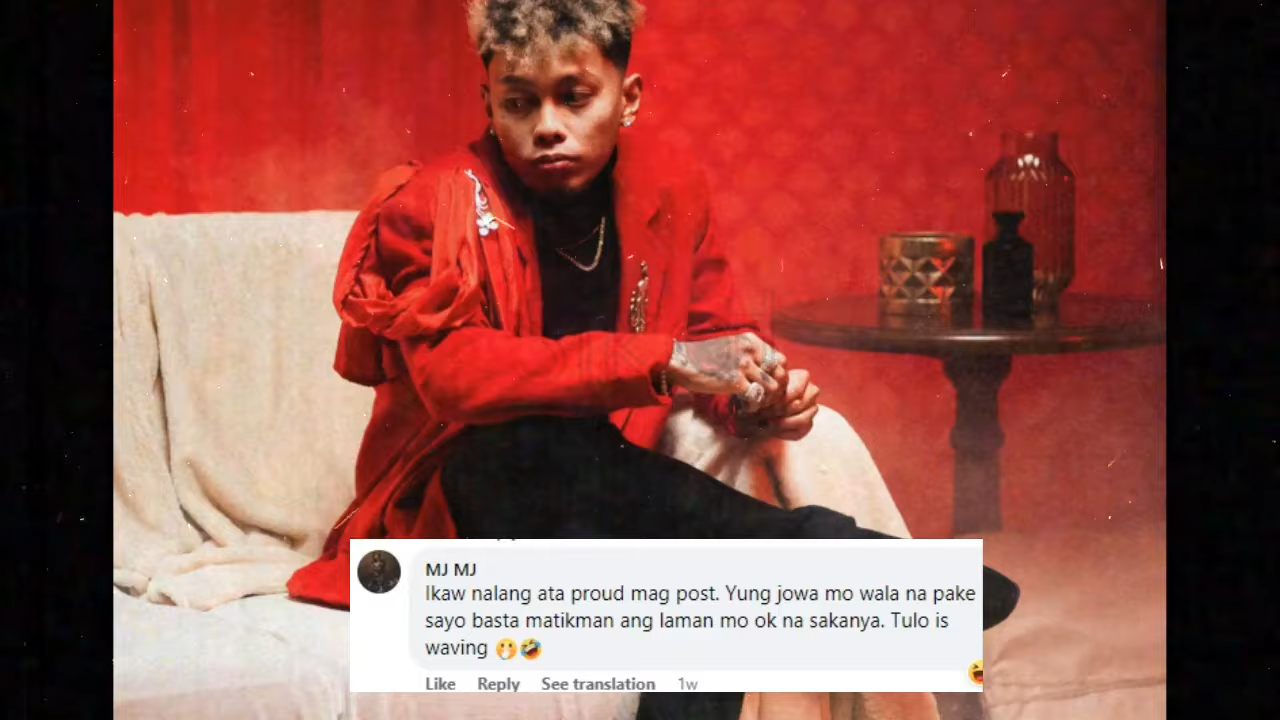 MJ MJ
Ikaw nalang ata proud mag post. Yung jowa mo wala na pake
sayo basta matikman ang laman mo ok na sakanya. Tulo is
waving 🤭🤣
Like Reply See translation 1w